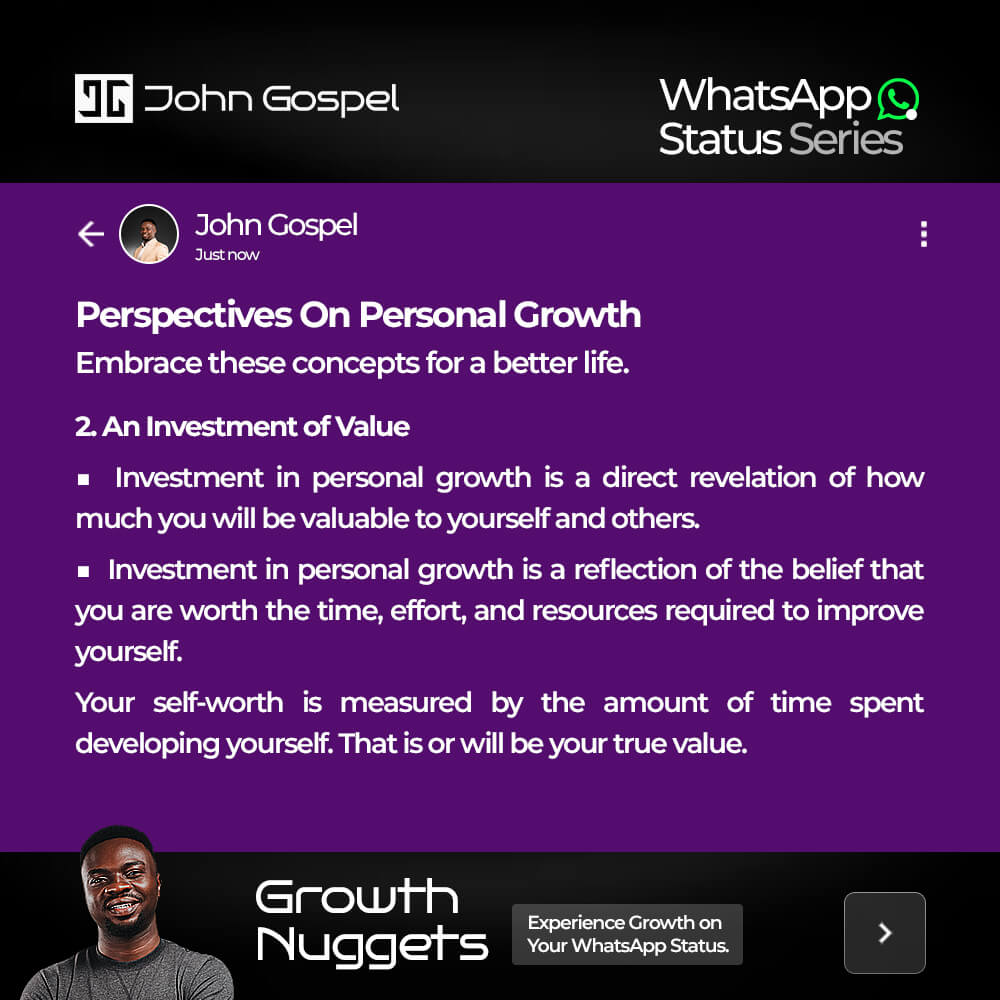 JG John Gospel
WhatsApp
Status Series
John Gospel
Just now
Perspectives On Personal Growth
Embrace these concepts for a better life.
2. An Investment of Value
▪ Investment in personal growth is a direct revelation of how
much you will be valuable to yourself and others.
▪ Investment in personal growth is a reflection of the belief that
you are worth the time, effort, and resources required to improve
yourself.
Your self-worth is measured by the amount of time spent
developing yourself. That is or will be your true value.
Growth
Nuggets
Experience Growth on
Your WhatsApp Status.